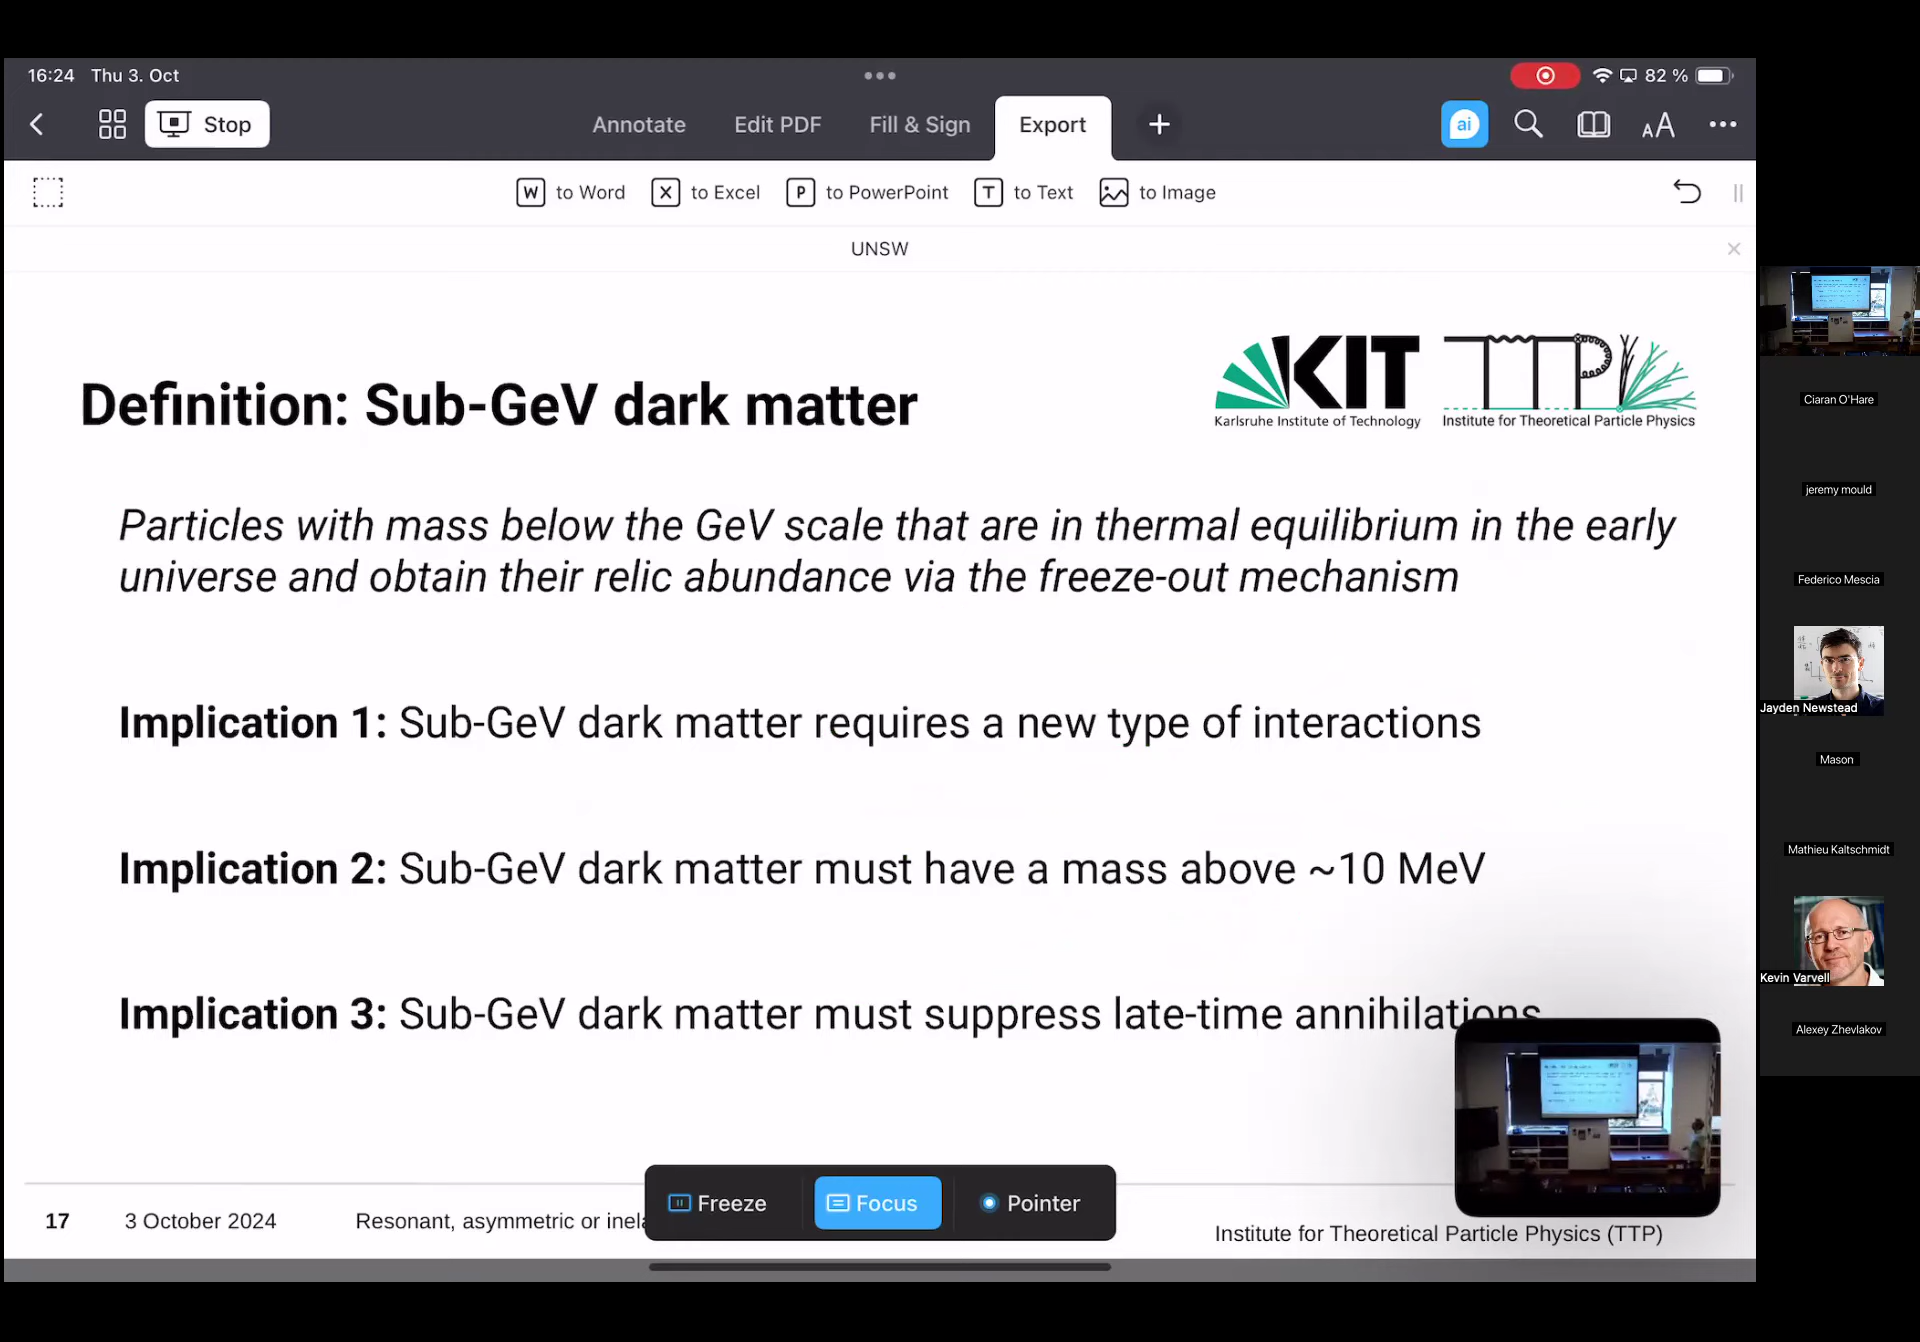 16:24 Thu 3. Oct
82 %
Stop
Annotate Edit PDF Fill & Sign Export +
ai
AA
W to Word X to Excel P to PowerPoint T to Text to Image
UNSW
KIT
Karlsruhe Institute of Technology
TTP
Institute for Theoretical Particle Physics
Definition: Sub-GeV dark matter
Particles with mass below the GeV scale that are in thermal equilibrium in the early
universe and obtain their relic abundance via the freeze-out mechanism
Implication 1: Sub-GeV dark matter requires a new type of interactions
Implication 2: Sub-GeV dark matter must have a mass above ~10 MeV
Implication 3: Sub-GeV dark matter must suppress late-time annihilations
17 3 October 2024 Resonant, asymmetric or
Freeze Focus Pointer
Institute for Theoretical Particle Physics (TTP)
Ciaran O'Hare
jeremy mould
Federico Mescia
Jayden Newstead
Mason
Mathieu Kaltschmidt
Kevin Varvell
Alexey Zhevlakov